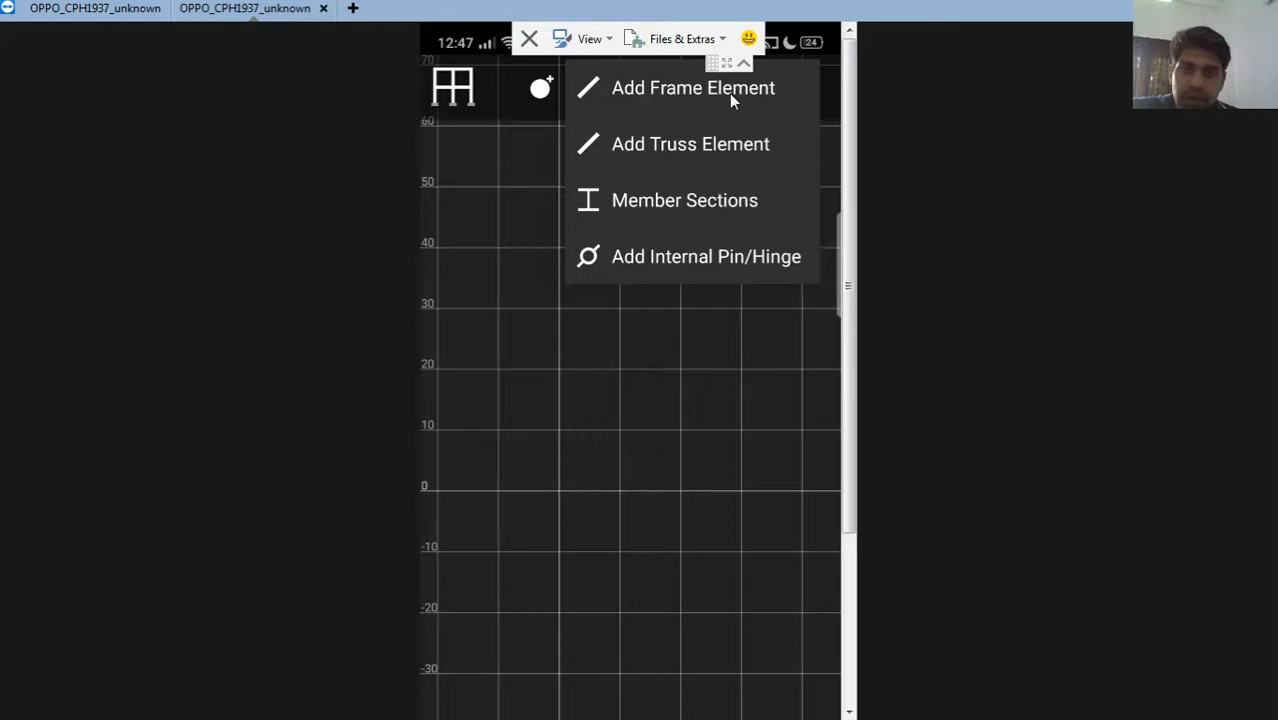 OPPO_CPH1937_unknown OPPO_CPH1937_unknown
12:47 View Files & Extras 24
70
Add Frame Element
60
Add Truss Element
50
Member Sections
40
Add Internal Pin/Hinge
30
20
10
0
-10
-20
-30